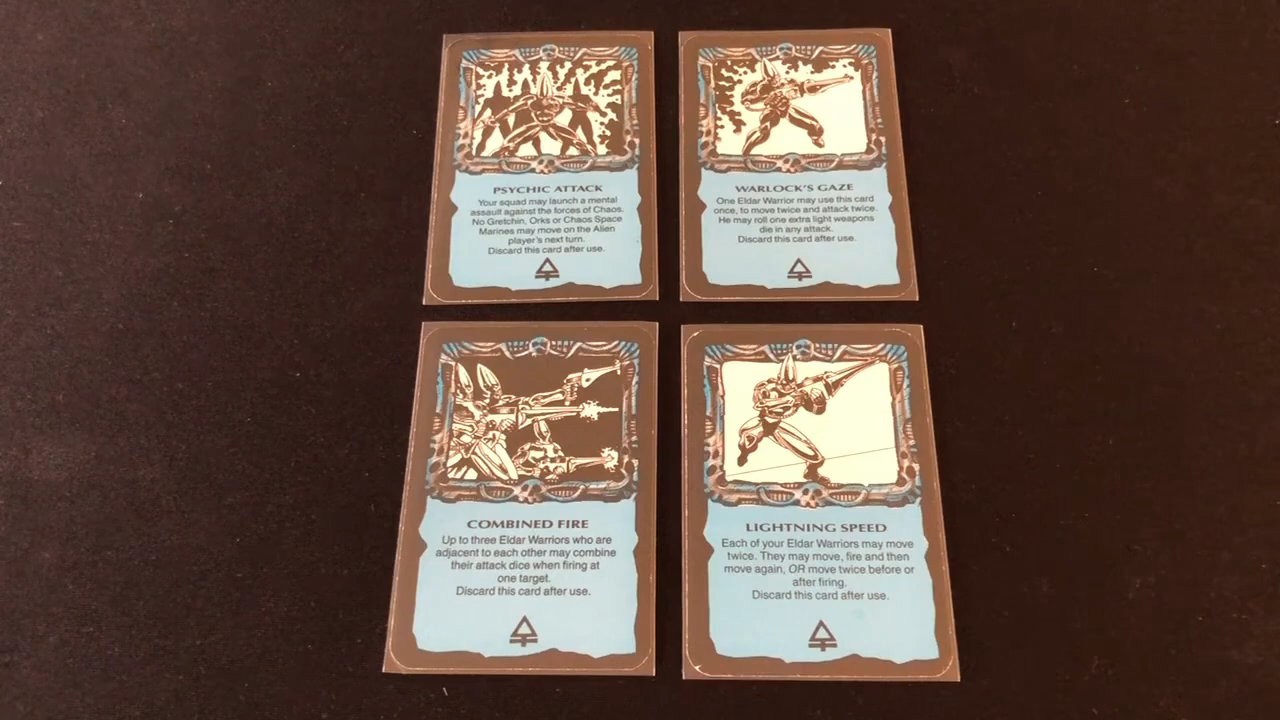 PSYCHIC ATTACK
Your squad may launch a mental
assault against the forces of Chaos.
No Gretchin, Orks or Chaos Space
Marines may move on the Alien
player's next turn.
Discard this card after use.
WARLOCK'S GAZE
One Eldar Warrior may use this card
once, to move twice and attack twice.
He may roll one extra light weapons
die in any attack.
Discard this card after use.
COMBINED FIRE
Up to three Eldar Warriors who are
adjacent to each other may combine
their attack dice when firing at
one target.
Discard this card after use.
LIGHTNING SPEED
Each of your Eldar Warriors may move
twice. They may move, fire and then
move again, OR move twice before or
after firing.
Discard this card after use.